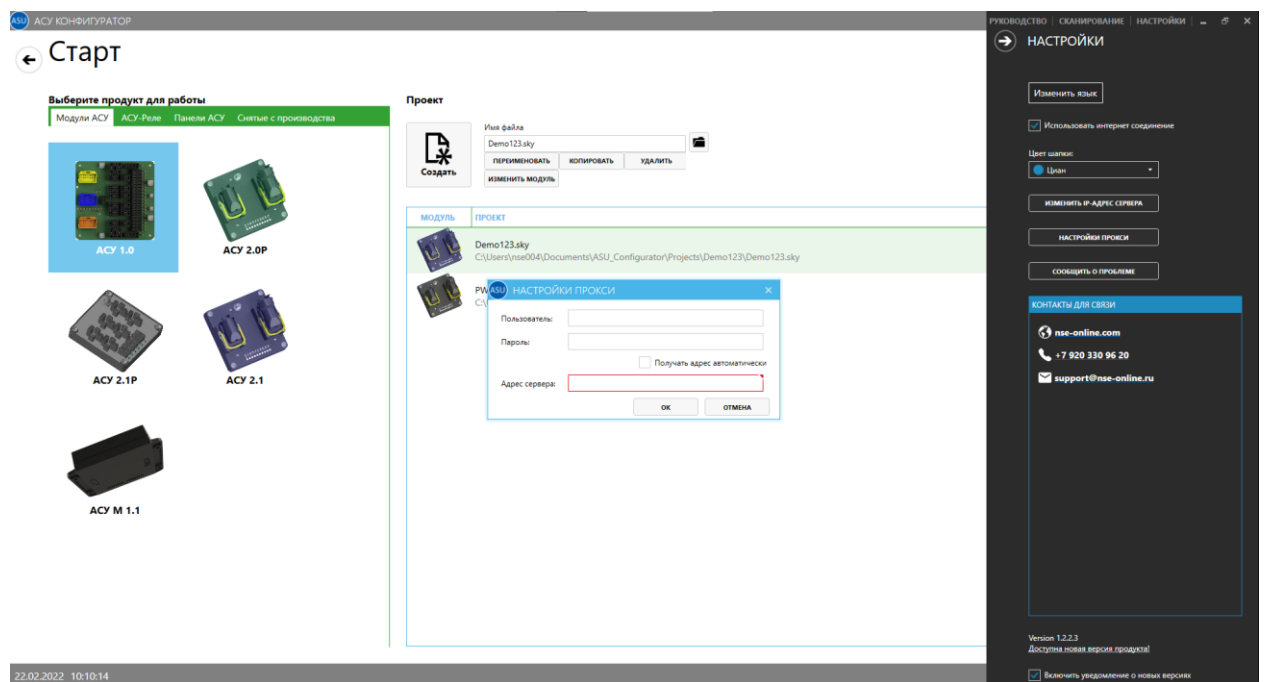 ASU АСУ КОНФИГУРАТОР
РУКОВОДСТВО | СКАНИРОВАНИЕ | НАСТРОЙКИ |
Старт
НАСТРОЙКИ
Выберите продукт для работы
Модули АСУ АСУ-Реле Панели АСУ Снятые с производства
АСУ 1.0
АСУ 2.0Р
АСУ 2.1Р
АСУ 2.1
АСУ М 1.1
Проект
Создать
Имя файла
Demo123.sky
ПЕРЕИМЕНОВАТЬ КОПИРОВАТЬ УДАЛИТЬ
ИЗМЕНИТЬ МОДУЛЬ
МОДУЛЬ ПРОЕКТ
Demo123.sky
C:\Users\nse004\Documents\ASU_Configurator\Projects\Demo123\Demo123.sky
PW
C:\
ASU НАСТРОЙКИ ПРОКСИ
Пользователь:
Пароль:
Получать адрес автоматически
Адрес сервера:
ОК ОТМЕНА
Изменить язык
Использовать интернет соединение
Цвет шапки:
Циан
ИЗМЕНИТЬ IP-АДРЕС СЕРВЕРА
НАСТРОЙКИ ПРОКСИ
СООБЩИТЬ О ПРОБЛЕМЕ
КОНТАКТЫ ДЛЯ СВЯЗИ
nse-online.com
+7 920 330 96 20
support@nse-online.ru
Version 1.2.2.3
Доступна новая версия продукта!
Включить уведомление о новых версиях
22.02.2022 10:10:14